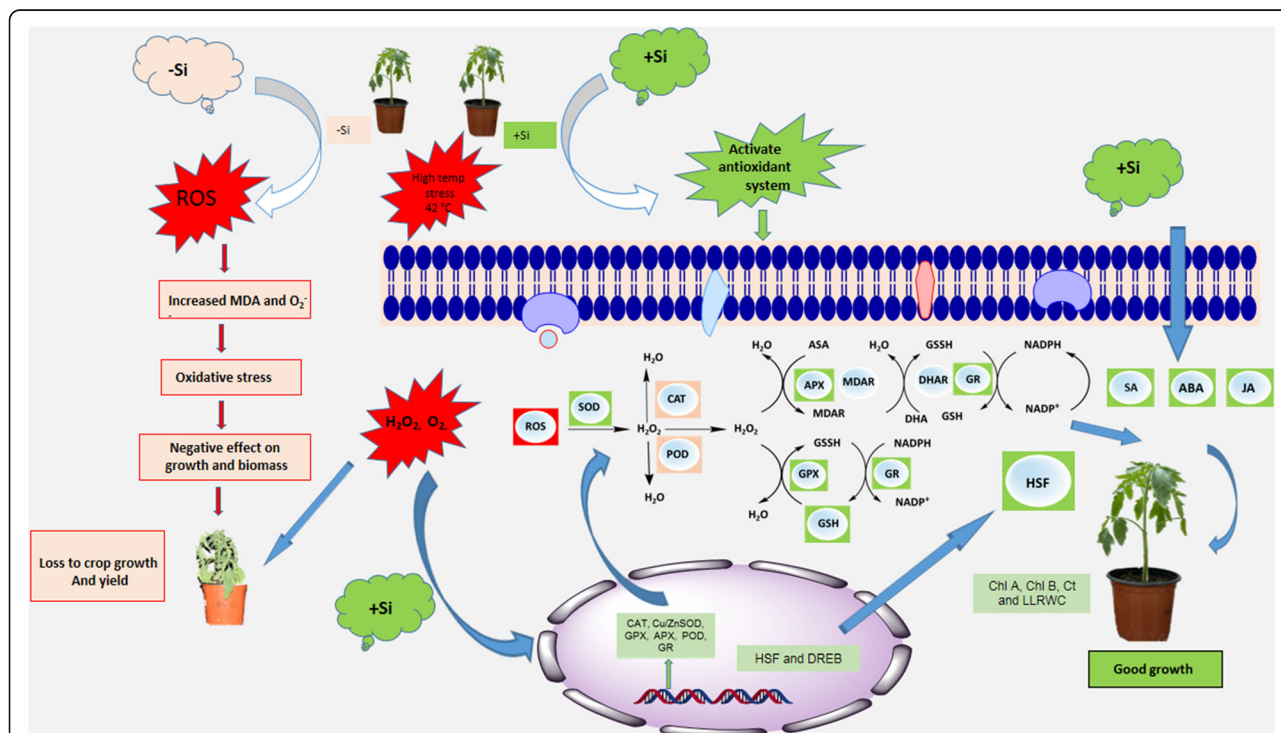 -Si
+Si
-Si
+Si
ROS
High temp
stress
42 °C
Activate
antioxidant
system
+Si
Increased MDA and O₂⁻
.
Oxidative stress
Negative effect on
growth and biomass
Loss to crop growth
And yield
H₂O₂, O₂,
+Si
ROS
SOD
H₂O
CAT
H₂O₂
POD
H₂O
H₂O₂
H₂O
ASA
APX
MDAR
MDAR
H₂O
GSSH
DHAR
GR
DHA
GSH
NADPH
NADP⁺
GSSH
NADPH
GPX
GR
H₂O
GSH
NADP⁺
SA
ABA
JA
HSF
CAT, Cu/ZnSOD,
GPX, APX, POD,
GR
HSF and DREB
Chl A, Chl B, Ct
and LLRWC
Good growth